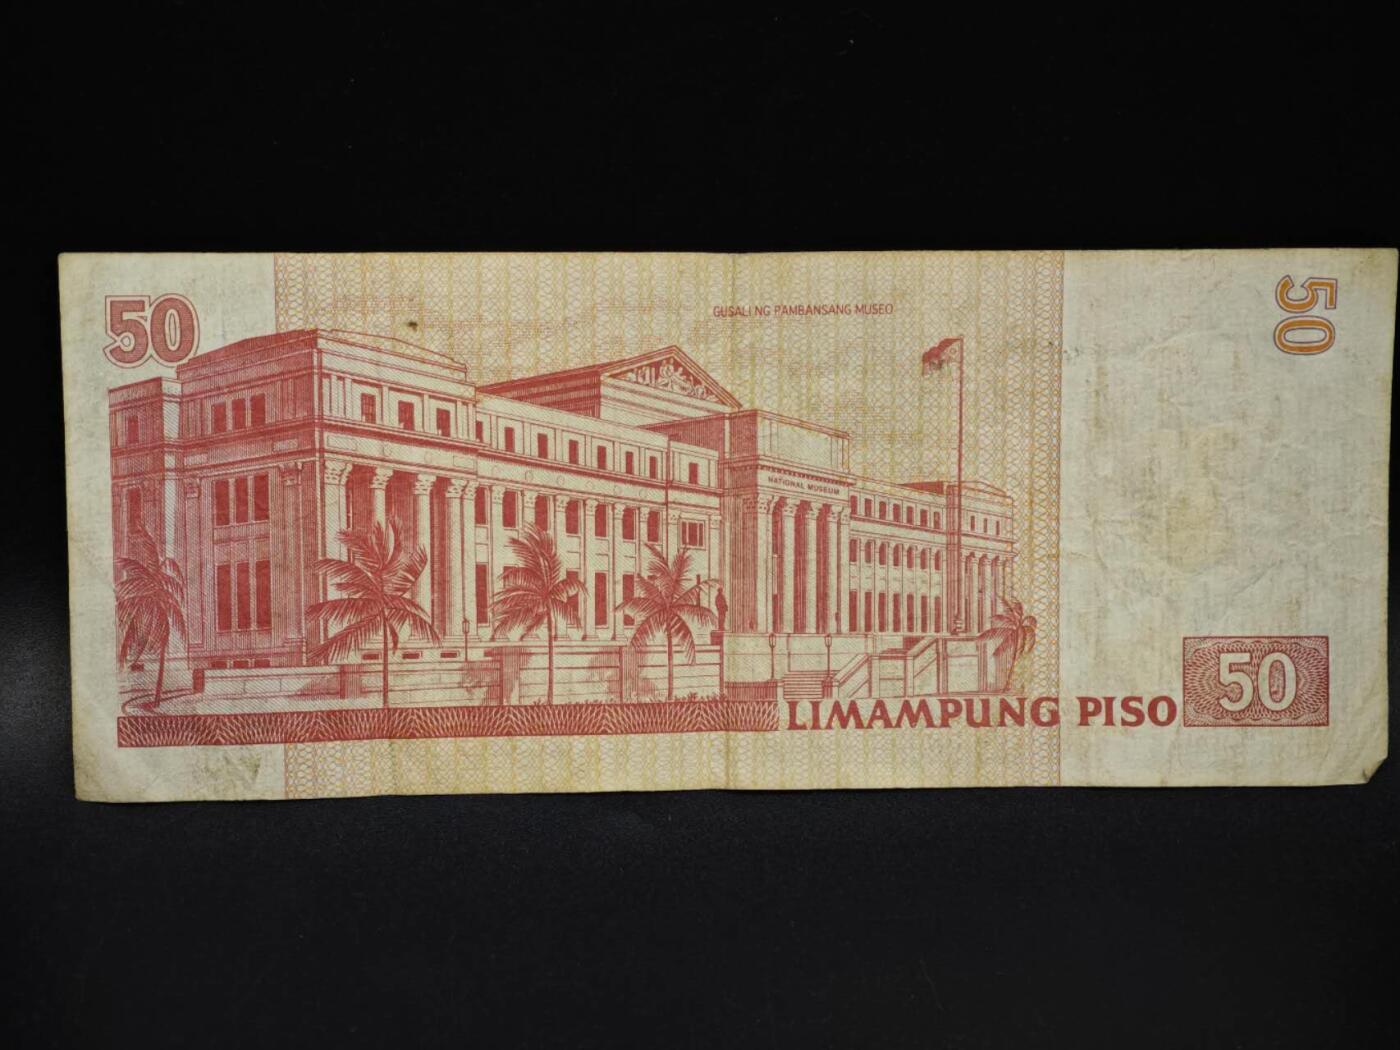 50
GUSALI NG PAMBANSANG MUSEO
50
NATIONAL MUSEUM
LIMAMPUNG PISO
50